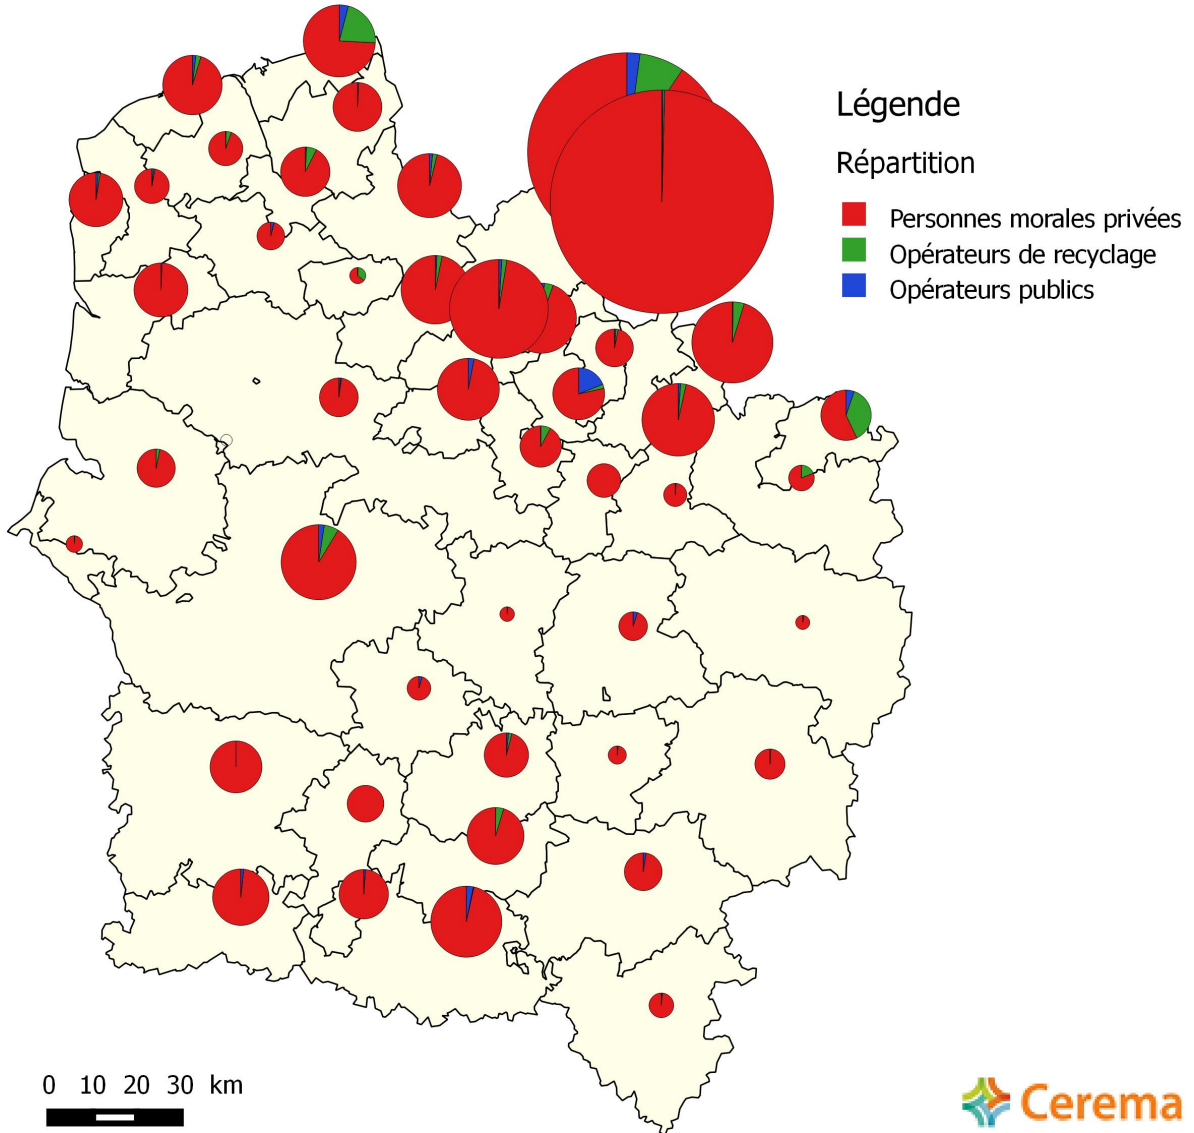 Légende
Répartition
Personnes morales privées
Opérateurs de recyclage
Opérateurs publics
0 10 20 30 km
Cerema